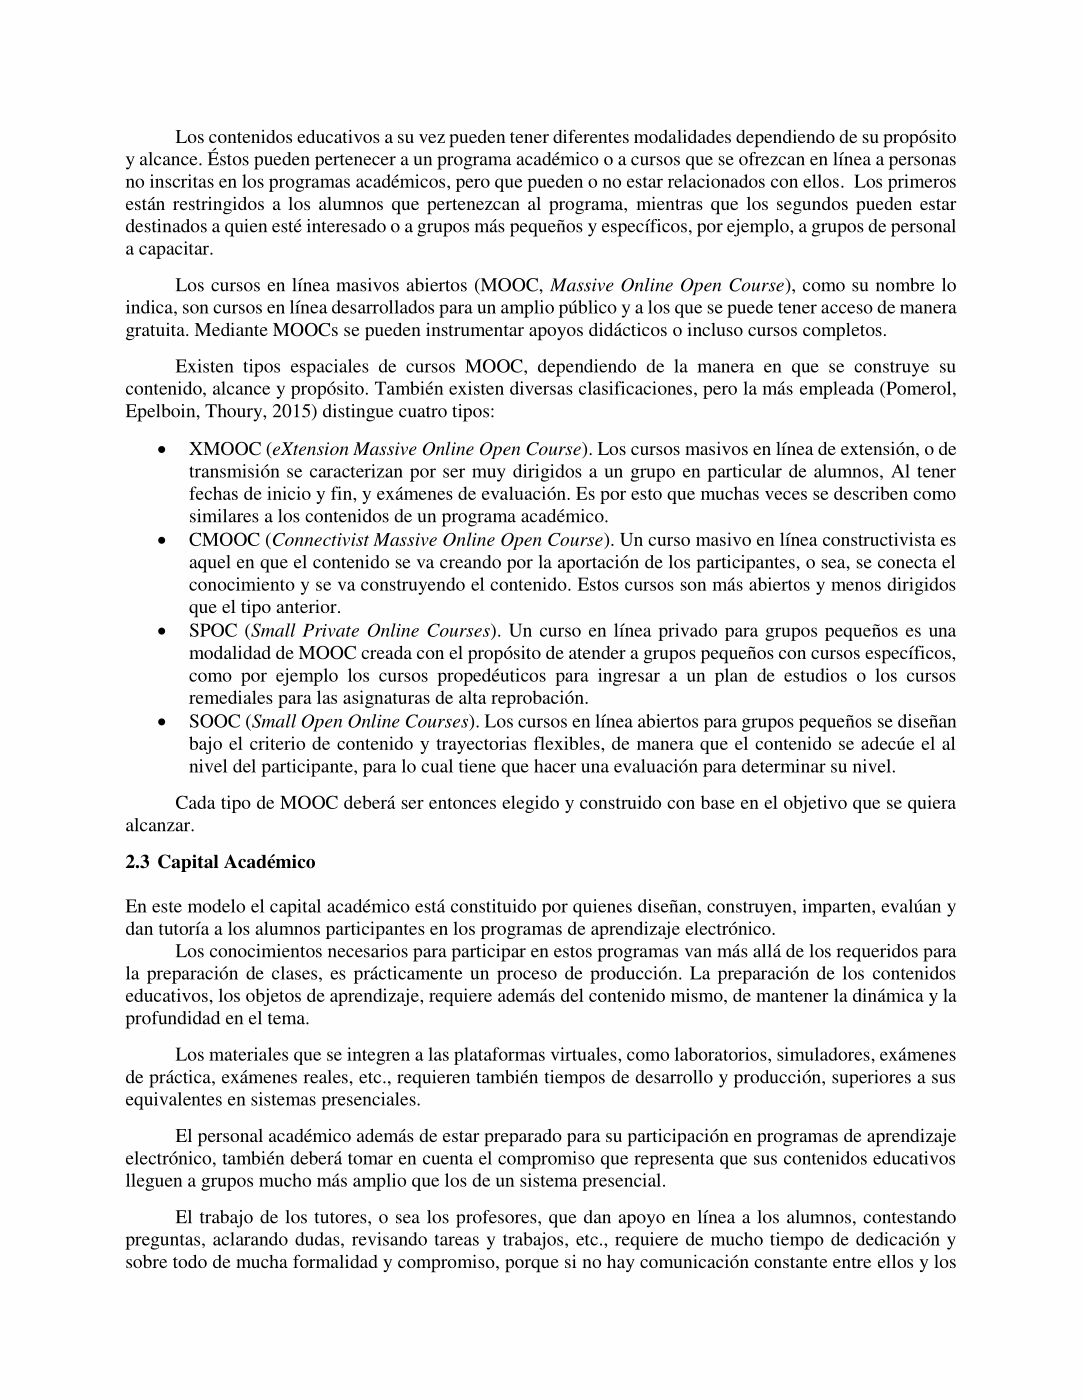 Los contenidos educativos a su vez pueden tener diferentes modalidades dependiendo de su propósito
y alcance. Éstos pueden pertenecer a un programa académico o a cursos que se ofrezcan en línea a personas
no inscritas en los programas académicos, pero que pueden o no estar relacionados con ellos.  Los primeros
están restringidos a los alumnos que pertenezcan al programa, mientras que los segundos pueden estar
destinados a quien esté interesado o a grupos más pequeños y específicos, por ejemplo, a grupos de personal
a capacitar.
Los cursos en línea masivos abiertos (MOOC, Massive Online Open Course), como su nombre lo
indica, son cursos en línea desarrollados para un amplio público y a los que se puede tener acceso de manera
gratuita. Mediante MOOCs se pueden instrumentar apoyos didácticos o incluso cursos completos.
Existen tipos espaciales de cursos MOOC, dependiendo de la manera en que se construye su
contenido, alcance y propósito. También existen diversas clasificaciones, pero la más empleada (Pomerol,
Epelboin, Thoury, 2015) distingue cuatro tipos:
• XMOOC (eXtension Massive Online Open Course). Los cursos masivos en línea de extensión, o de
transmisión se caracterizan por ser muy dirigidos a un grupo en particular de alumnos, Al tener
fechas de inicio y fin, y exámenes de evaluación. Es por esto que muchas veces se describen como
similares a los contenidos de un programa académico.
• CMOOC (Connectivist Massive Online Open Course). Un curso masivo en línea constructivista es
aquel en que el contenido se va creando por la aportación de los participantes, o sea, se conecta el
conocimiento y se va construyendo el contenido. Estos cursos son más abiertos y menos dirigidos
que el tipo anterior.
• SPOC (Small Private Online Courses). Un curso en línea privado para grupos pequeños es una
modalidad de MOOC creada con el propósito de atender a grupos pequeños con cursos específicos,
como por ejemplo los cursos propedéuticos para ingresar a un plan de estudios o los cursos
remediales para las asignaturas de alta reprobación.
• SOOC (Small Open Online Courses). Los cursos en línea abiertos para grupos pequeños se diseñan
bajo el criterio de contenido y trayectorias flexibles, de manera que el contenido se adecúe el al
nivel del participante, para lo cual tiene que hacer una evaluación para determinar su nivel.
Cada tipo de MOOC deberá ser entonces elegido y construido con base en el objetivo que se quiera
alcanzar.
2.3 Capital Académico
En este modelo el capital académico está constituido por quienes diseñan, construyen, imparten, evalúan y
dan tutoría a los alumnos participantes en los programas de aprendizaje electrónico.
Los conocimientos necesarios para participar en estos programas van más allá de los requeridos para
la preparación de clases, es prácticamente un proceso de producción. La preparación de los contenidos
educativos, los objetos de aprendizaje, requiere además del contenido mismo, de mantener la dinámica y la
profundidad en el tema.
Los materiales que se integren a las plataformas virtuales, como laboratorios, simuladores, exámenes
de práctica, exámenes reales, etc., requieren también tiempos de desarrollo y producción, superiores a sus
equivalentes en sistemas presenciales.
El personal académico además de estar preparado para su participación en programas de aprendizaje
electrónico, también deberá tomar en cuenta el compromiso que representa que sus contenidos educativos
lleguen a grupos mucho más amplio que los de un sistema presencial.
El trabajo de los tutores, o sea los profesores, que dan apoyo en línea a los alumnos, contestando
preguntas, aclarando dudas, revisando tareas y trabajos, etc., requiere de mucho tiempo de dedicación y
sobre todo de mucha formalidad y compromiso, porque si no hay comunicación constante entre ellos y los